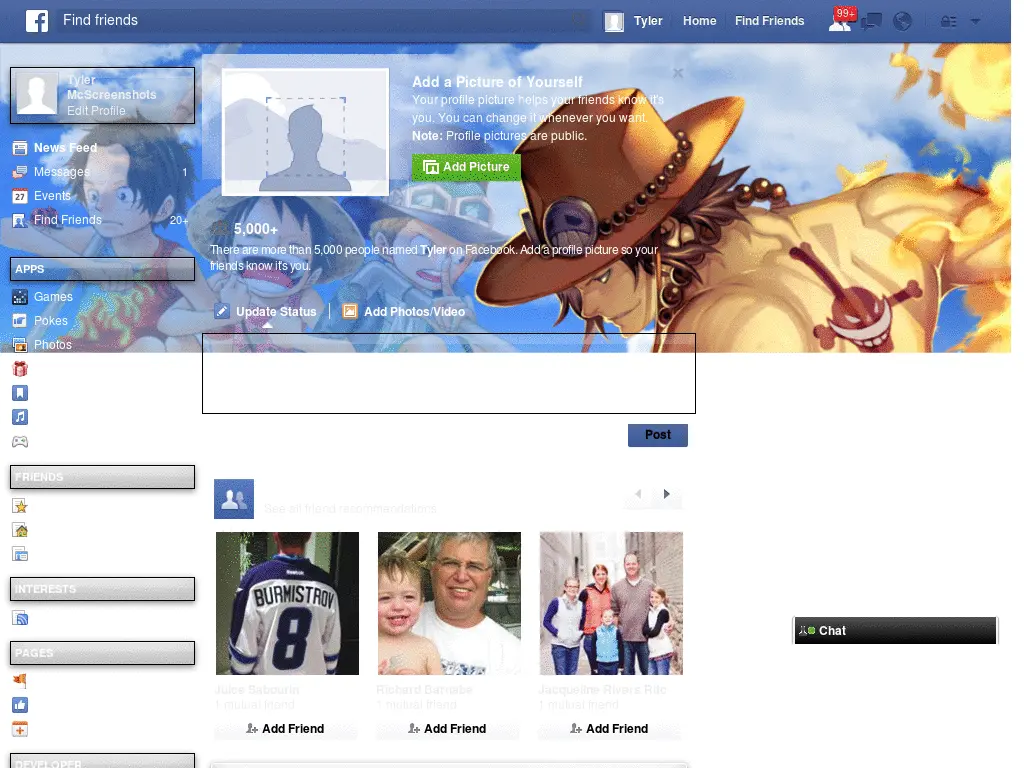 Find friends
Tyler
Home
Find Friends
99+
Tyler
McScreenshots
Edit Profile
News Feed
Messages 1
Events
27
Find Friends 20+
APPS
Games
Pokes
Photos
FRIENDS
INTERESTS
PAGES
DEVELOPER
Add a Picture of Yourself
Your profile picture helps your friends know it's
you. You can change it whenever you want.
Note: Profile pictures are public.
Add Picture
5,000+
There are more than 5,000 people named Tyler on Facebook. Add a profile picture so your
friends know it's you.
Update Status
Add Photos/Video
Post
See all friend recommendations
BURMISTROV
8
Juice Sabourin
1 mutual friend
Add Friend
Richard Barnabe
1 mutual friend
Add Friend
Jacqueline Rivers Rite
1 mutual friend
Add Friend
Chat